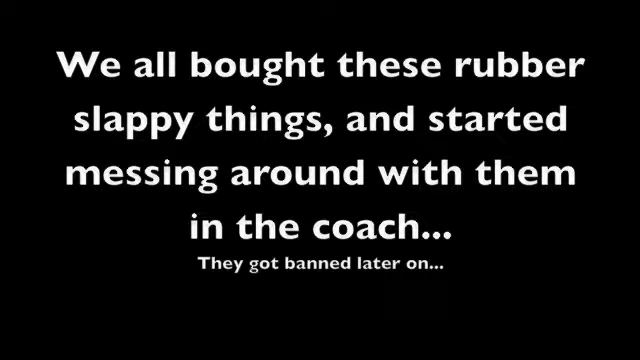 We all bought these rubber
slappy things, and started
messing around with them
in the coach...
They got banned later on...